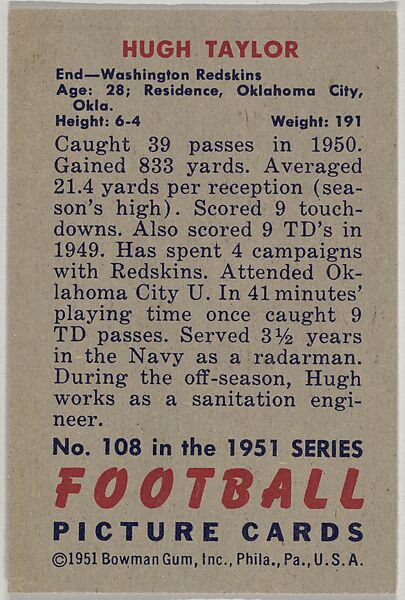 HUGH TAYLOR
End—Washington Redskins
Age: 28; Residence, Oklahoma City,
Okla.
Height: 6-4 Weight: 191
Caught 39 passes in 1950.
Gained 833 yards. Averaged
21.4 yards per reception (sea-
son's high). Scored 9 touch-
downs. Also scored 9 TD's in
1949. Has spent 4 campaigns
with Redskins. Attended Ok-
lahoma City U. In 41 minutes'
playing time once caught 9
TD passes. Served 3½ years
in the Navy as a radarman.
During the off-season, Hugh
works as a sanitation engi-
neer.
No. 108 in the 1951 SERIES
FOOTBALL
PICTURE CARDS
©1951 Bowman Gum, Inc., Phila., Pa., U.S.A.